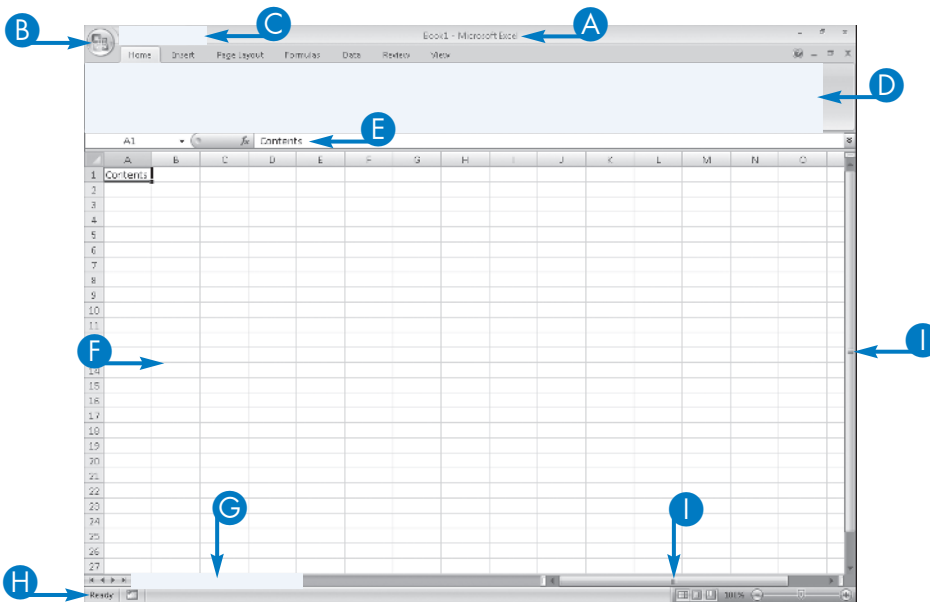 B
C
Book1 - Microsoft Excel
A
Home Insert Page Layout Formulas Data Review View
D
E
A1 fx Contents
A B C D E F G H I J K L M N O
1 Contents
2
3
4
5
6
7
8
9
10
11
F
I
14
15
16
17
18
19
20
21
22
23
G
I
24
25
26
27
H
Ready 101%